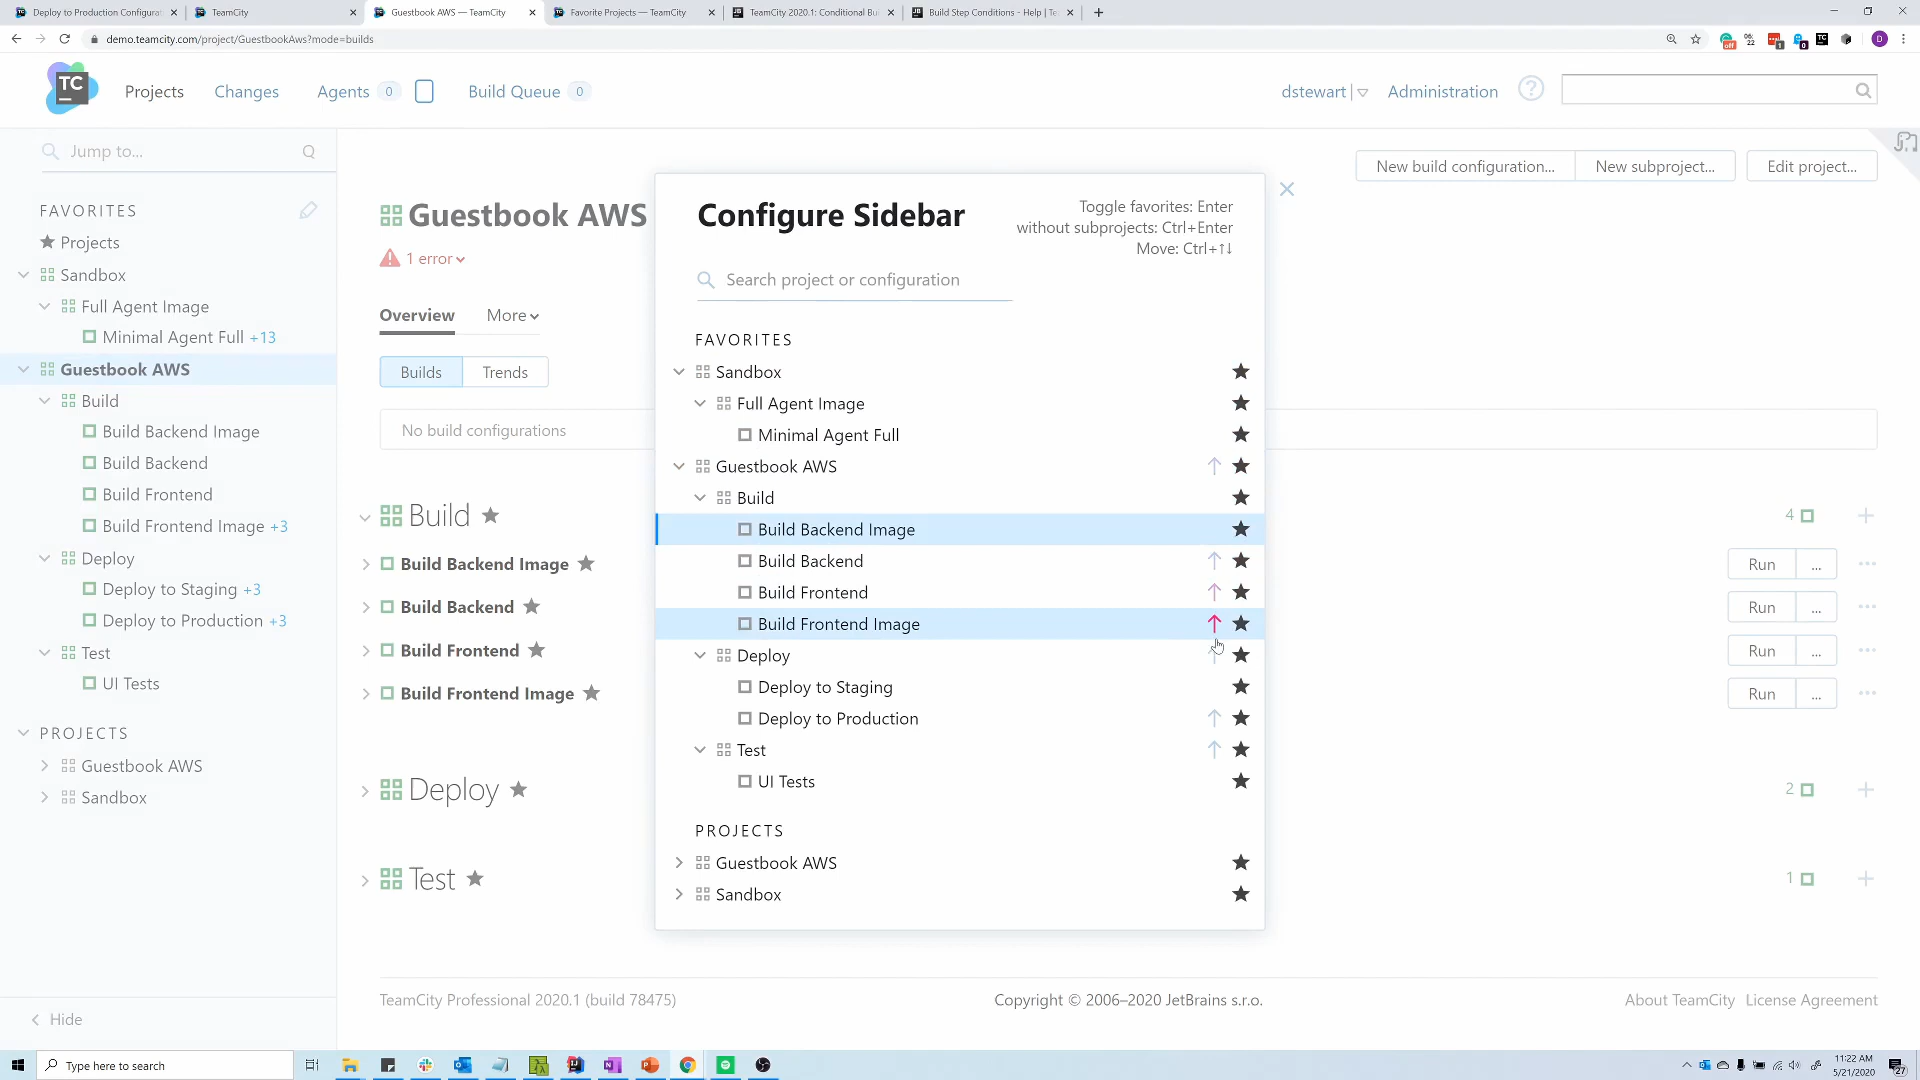 Deploy to Production Configurat
TeamCity
Guestbook AWS — TeamCity
Favorite Projects — TeamCity
TeamCity 2020.1: Conditional Bu
Build Step Conditions - Help | Te
demo.teamcity.com/project/GuestbookAws?mode=builds
TC
Projects
Changes
Agents 0
Build Queue 0
dstewart
Administration
Jump to...
Q
FAVORITES
Projects
Sandbox
Full Agent Image
Minimal Agent Full +13
Guestbook AWS
Build
Build Backend Image
Build Backend
Build Frontend
Build Frontend Image +3
Deploy
Deploy to Staging +3
Deploy to Production +3
Test
UI Tests
PROJECTS
Guestbook AWS
Sandbox
Hide
New build configuration...
New subproject...
Edit project...
Guestbook AWS
1 error
Overview
More
Builds
Trends
No build configurations
Build
4
Build Backend Image
Run
...
Build Backend
Run
...
Build Frontend
Run
...
Build Frontend Image
Run
...
Deploy
2
Test
1
Configure Sidebar
Toggle favorites: Enter
without subprojects: Ctrl+Enter
Move: Ctrl+↑↓
Search project or configuration
FAVORITES
Sandbox
Full Agent Image
Minimal Agent Full
Guestbook AWS
Build
Build Backend Image
Build Backend
Build Frontend
Build Frontend Image
Deploy
Deploy to Staging
Deploy to Production
Test
UI Tests
PROJECTS
Guestbook AWS
Sandbox
TeamCity Professional 2020.1 (build 78475)
Copyright © 2006–2020 JetBrains s.r.o.
About TeamCity
License Agreement
Type here to search
11:22 AM
5/21/2020